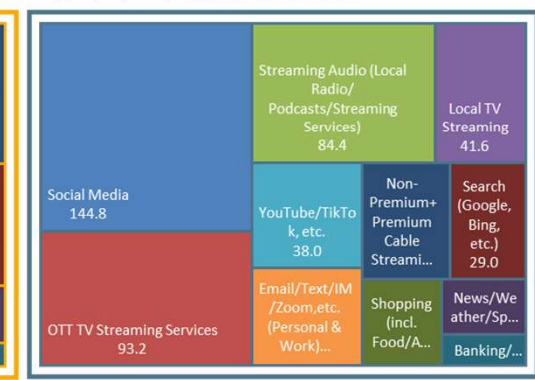 Social Media
144.8
OTT TV Streaming Services
93.2
Streaming Audio (Local
Radio/
Podcasts/Streaming
Services)
84.4
Local TV
Streaming
41.6
YouTube/TikTo
k, etc.
38.0
Non-
Premium+
Premium
Cable
Streami...
Search
(Google,
Bing,
etc.)
29.0
Email/Text/IM
/Zoom,etc.
(Personal &
Work)...
Shopping
(incl.
Food/A...
News/We
ather/Sp...
Banking/...